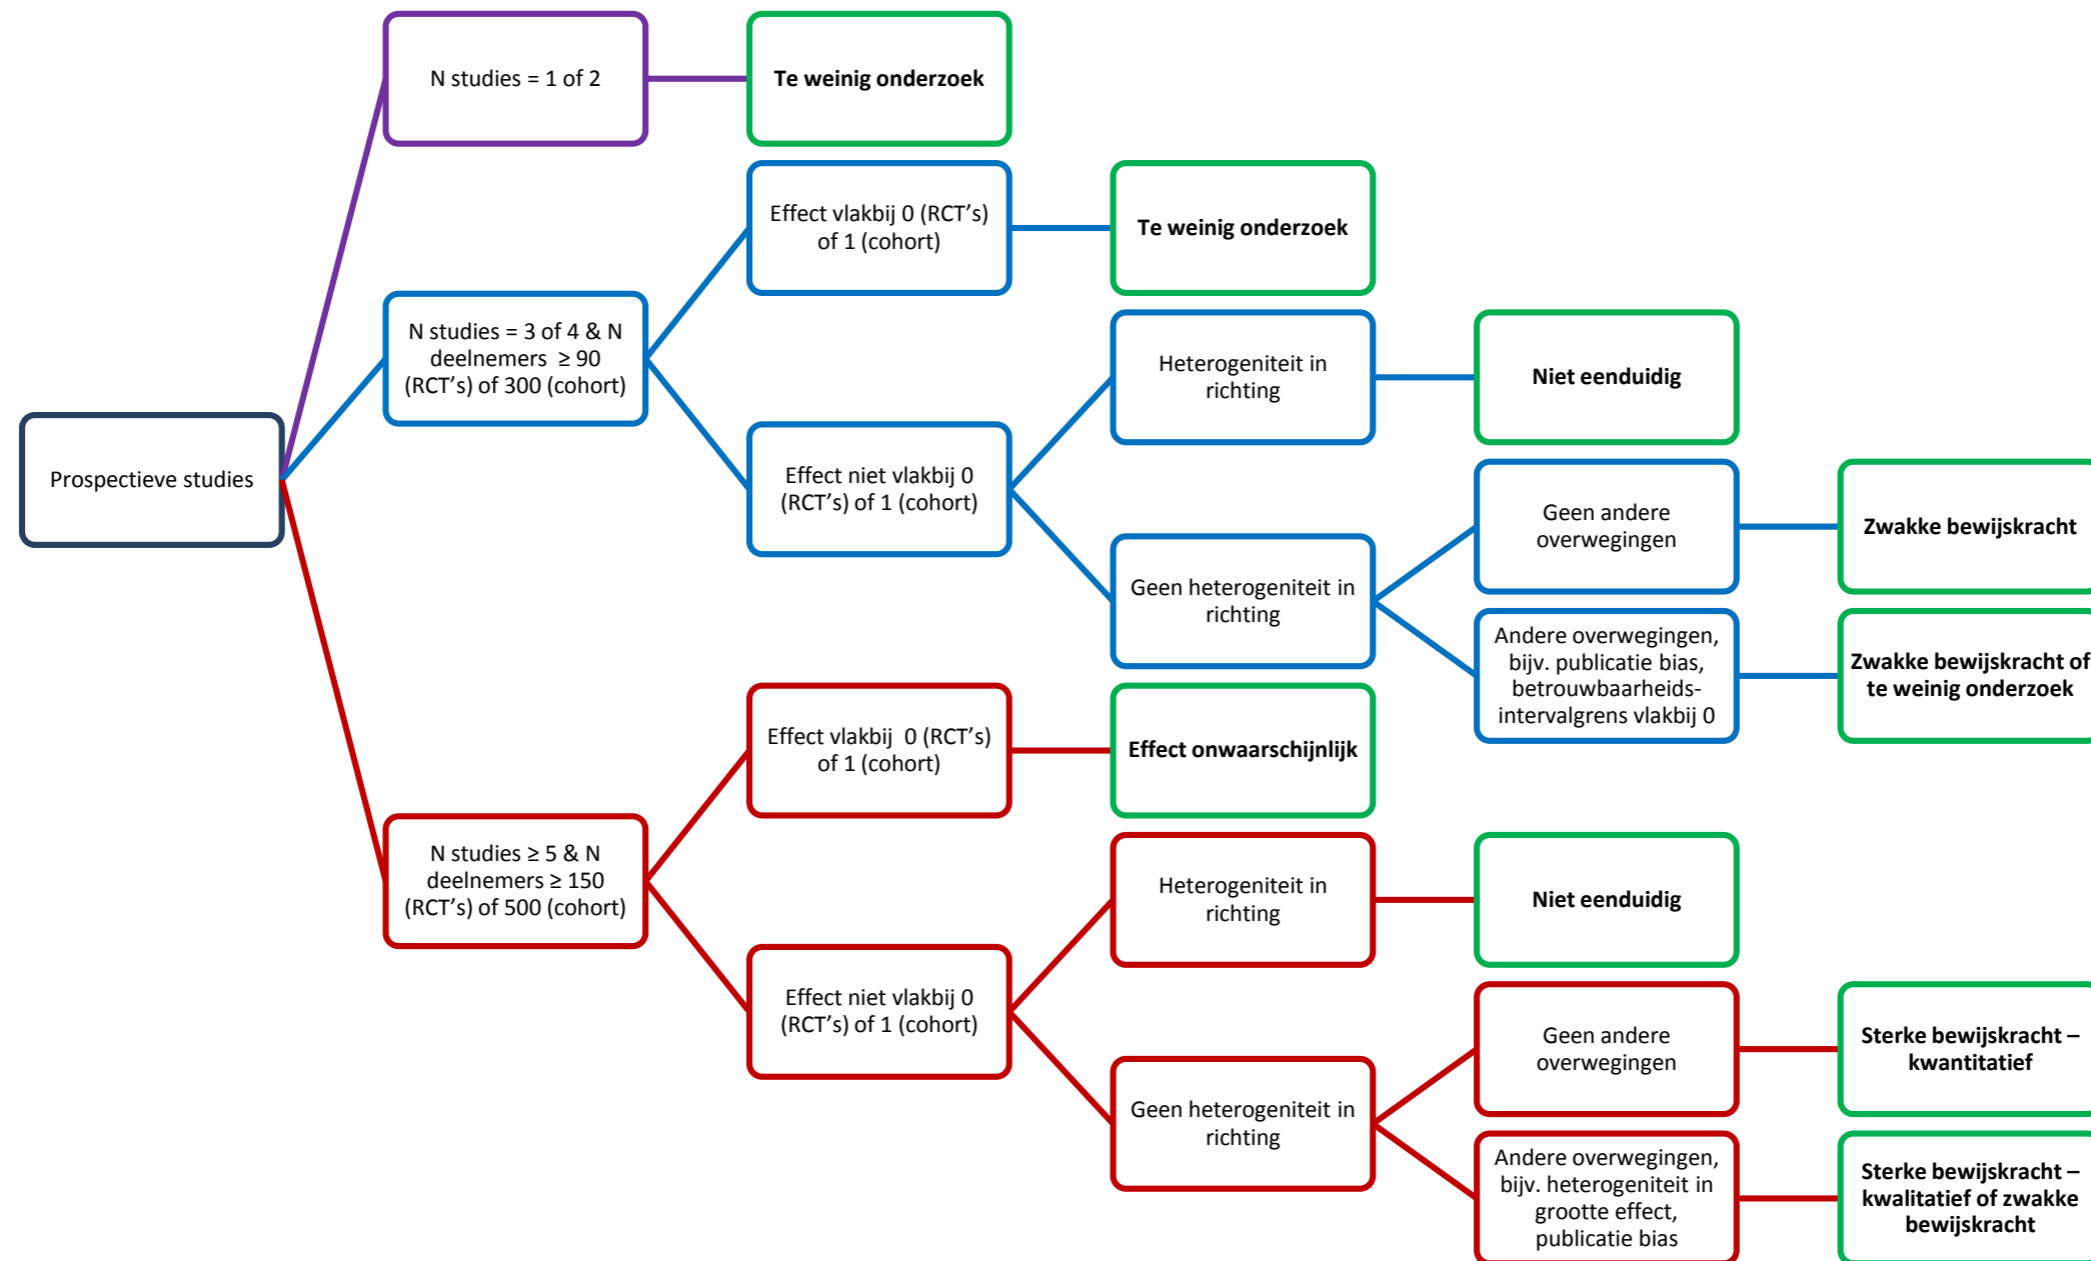 N studies = 1 of 2
Te weinig onderzoek
Effect vlakbij 0 (RCT's)
of 1 (cohort)
Te weinig onderzoek
N studies = 3 of 4 & N
deelnemers ≥ 90
(RCT's) of 300 (cohort)
Heterogeniteit in
richting
Niet eenduidig
Prospectieve studies
Effect niet vlakbij 0
(RCT's) of 1 (cohort)
Geen andere
overwegingen
Zwakke bewijskracht
Geen heterogeniteit in
richting
Andere overwegingen,
bijv. publicatie bias,
betrouwbaarheids-
intervalgrens vlakbij 0
Zwakke bewijskracht of
te weinig onderzoek
Effect vlakbij 0 (RCT's)
of 1 (cohort)
Effect onwaarschijnlijk
N studies ≥ 5 & N
deelnemers ≥ 150
(RCT's) of 500 (cohort)
Heterogeniteit in
richting
Niet eenduidig
Effect niet vlakbij 0
(RCT's) of 1 (cohort)
Geen andere
overwegingen
Sterke bewijskracht –
kwantitatief
Geen heterogeniteit in
richting
Andere overwegingen,
bijv. heterogeniteit in
grootte effect,
publicatie bias
Sterke bewijskracht –
kwalitatief of zwakke
bewijskracht